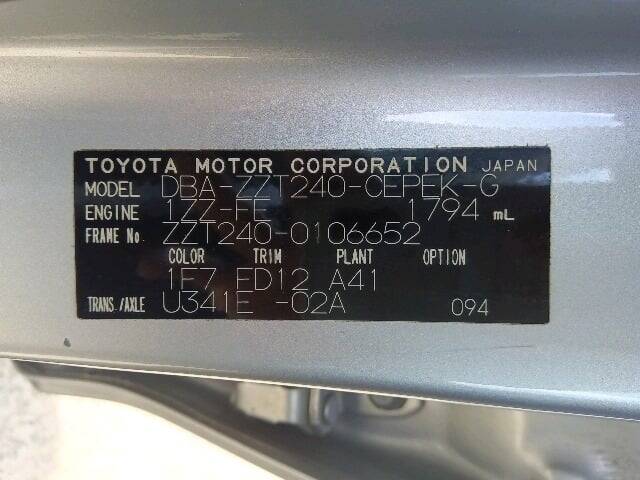 TOYOTA MOTOR CORPORATION JAPAN
MODEL DBA-ZZT240-CEPEK-G
ENGINE 1ZZ-FE 1794 mL
FRAME No. ZZT240-0106652
COLOR TRIM PLANT OPTION
1F7 ED12 A41
TRANS./AXLE U341E -02A 094